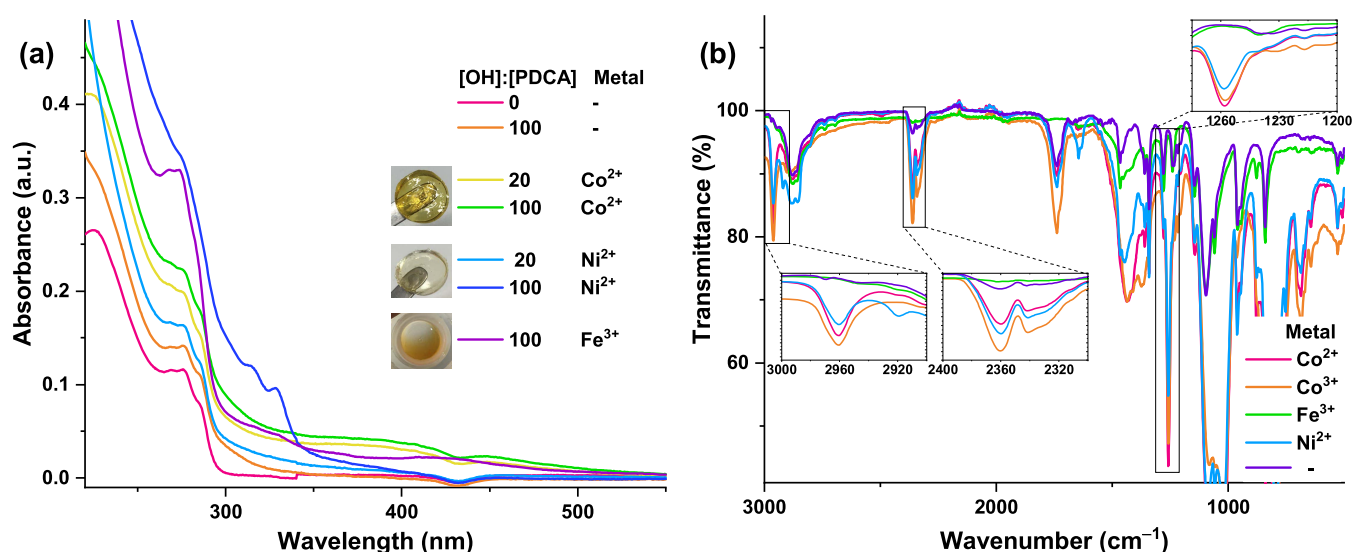 (a)
[OH]:[PDCA] Metal
0 -
100 -
20 Co²⁺
100 Co²⁺
20 Ni²⁺
100 Ni²⁺
100 Fe³⁺
Absorbance (a.u.)
0.4
0.3
0.2
0.1
0.0
300 400 500
Wavelength (nm)
(b)
Transmittance (%)
100
80
60
1260 1230 1200
3000 2960 2920
2400 2360 2320
Metal
Co²⁺
Co³⁺
Fe³⁺
Ni²⁺
-
3000 2000 1000
Wavenumber (cm⁻¹)